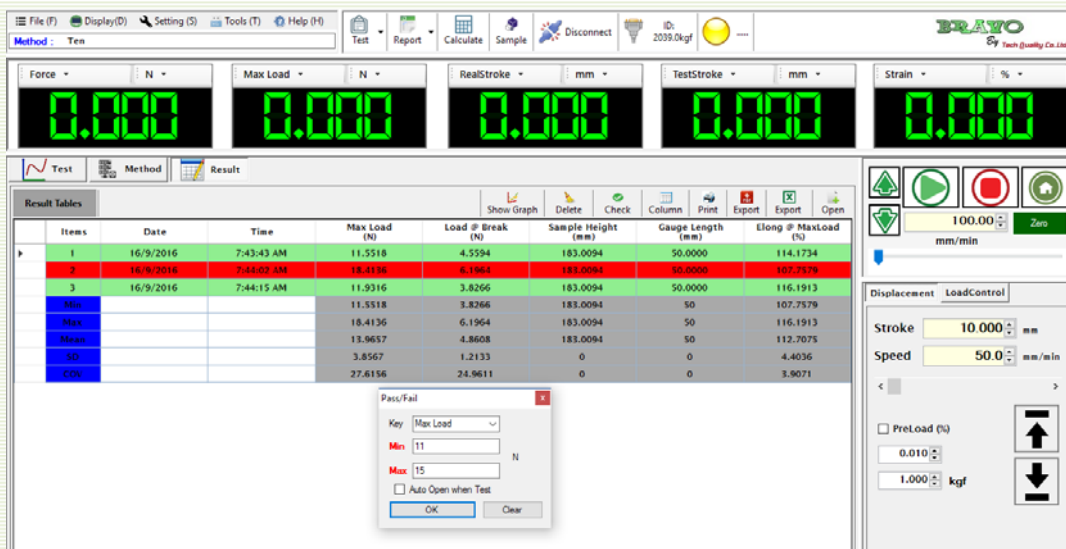 File (F) Display(D) Setting (S) Tools (T) Help (H)
Method : Ten
Test Report Calculate Sample Disconnect ID: 2039.0kgf ....
BRAVO
By Tech Quality Co.Ltd
Force N Max Load N RealStroke mm TestStroke mm Strain %
0.000 0.000 0.000 0.000 0.000
Test Method Result
Result Tables Show Graph Delete Check Column Print Export Export Open
Items Date Time Max Load (N) Load @ Break (N) Sample Height (mm) Gauge Length (mm) Elong @ MaxLoad (%)
1 16/9/2016 7:43:43 AM 11.5518 4.5594 183.0094 50.0000 114.1734
2 16/9/2016 7:44:02 AM 18.4136 6.1964 183.0094 50.0000 107.7579
3 16/9/2016 7:44:15 AM 11.9316 3.8266 183.0094 50.0000 116.1913
Min 11.5518 3.8266 183.0094 50 107.7579
Max 18.4136 6.1964 183.0094 50 116.1913
Mean 13.9657 4.8608 183.0094 50 112.7075
SD 3.8567 1.2133 0 0 4.4036
COV 27.6156 24.9611 0 0 3.9071
Pass/Fail x
Key Max Load
Min 11
N
Max 15
Auto Open when Test
OK Clear
100.00 Zero
mm/min
Displacement LoadControl
Stroke 10.000 mm
Speed 50.0 mm/min
PreLoad (%)
0.010
1.000 kgf